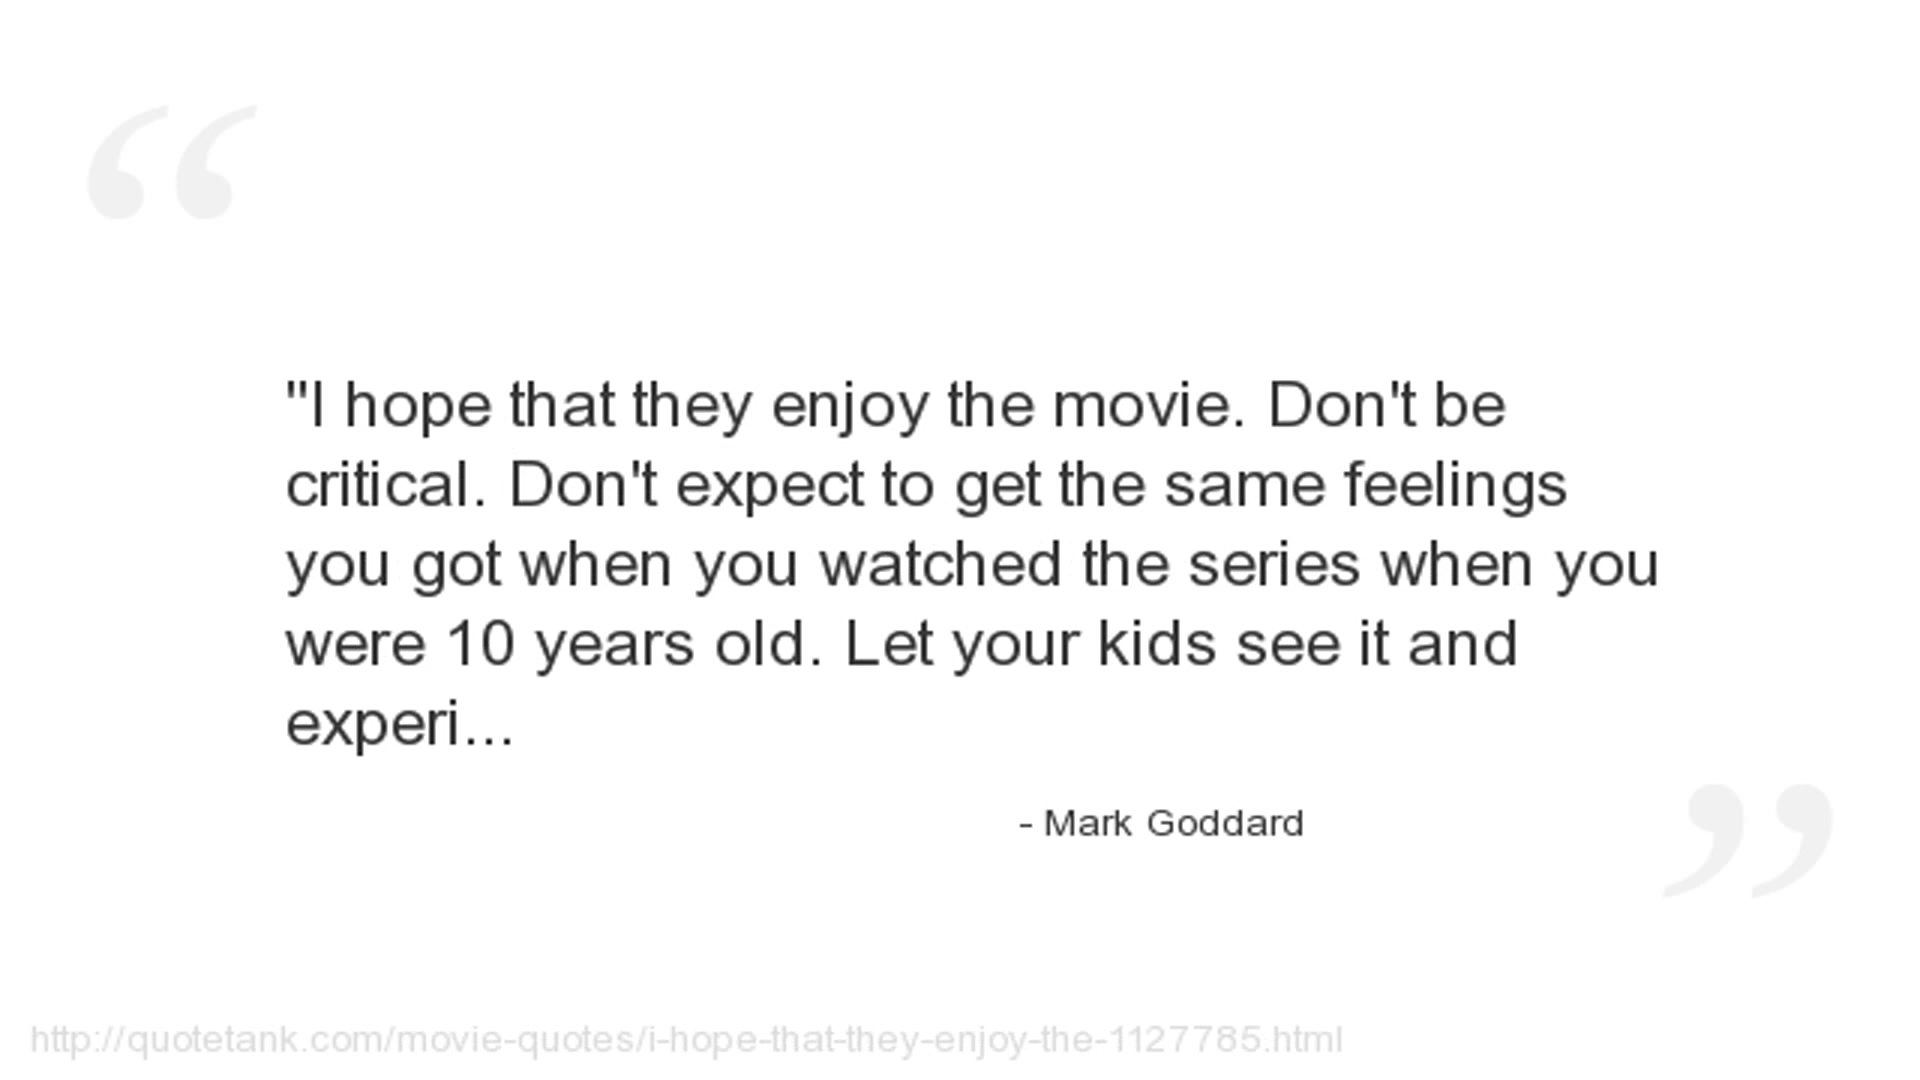 "I hope that they enjoy the movie. Don't be
critical. Don't expect to get the same feelings
you got when you watched the series when you
were 10 years old. Let your kids see it and
experi...
- Mark Goddard
http://quotetank.com/movie-quotes/i-hope-that-they-enjoy-the-1127785.html